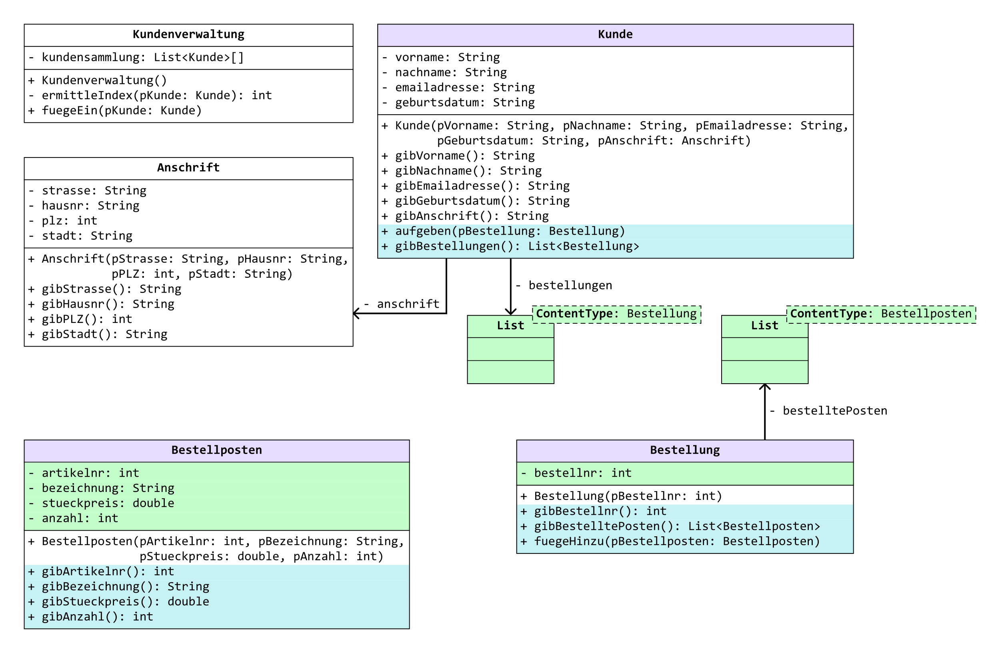 Kundenverwaltung
- kundensammlung: List<Kunde>[]
+ Kundenverwaltung()
- ermittleIndex(pKunde: Kunde): int
+ fuegeEin(pKunde: Kunde)
Kunde
- vorname: String
- nachname: String
- emailadresse: String
- geburtsdatum: String
+ Kunde(pVorname: String, pNachname: String, pEmailadresse: String,
pGeburtsdatum: String, pAnschrift: Anschrift)
+ gibVorname(): String
+ gibNachname(): String
+ gibEmailadresse(): String
+ gibGeburtsdatum(): String
+ gibAnschrift(): String
+ aufgeben(pBestellung: Bestellung)
+ gibBestellungen(): List<Bestellung>
Anschrift
- strasse: String
- hausnr: String
- plz: int
- stadt: String
+ Anschrift(pStrasse: String, pHausnr: String,
pPLZ: int, pStadt: String)
+ gibStrasse(): String
+ gibHausnr(): String
+ gibPLZ(): int
+ gibStadt(): String
- anschrift
- bestellungen
ContentType: Bestellung
List
ContentType: Bestellposten
List
- bestelltePosten
Bestellposten
- artikelnr: int
- bezeichnung: String
- stueckpreis: double
- anzahl: int
+ Bestellposten(pArtikelnr: int, pBezeichnung: String,
pStueckpreis: double, pAnzahl: int)
+ gibArtikelnr(): int
+ gibBezeichnung(): String
+ gibStueckpreis(): double
+ gibAnzahl(): int
Bestellung
- bestellnr: int
+ Bestellung(pBestellnr: int)
+ gibBestellnr(): int
+ gibBestelltePosten(): List<Bestellposten>
+ fuegeHinzu(pBestellposten: Bestellposten)